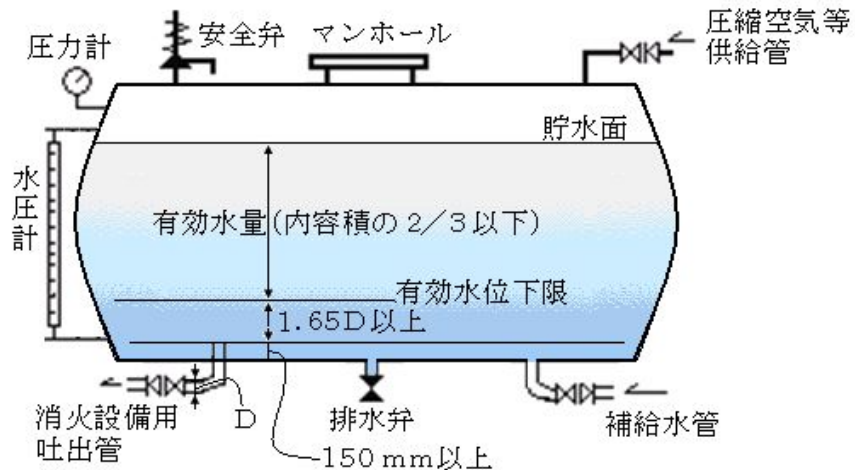 安全弁
マンホール
圧縮空気等
供給管
圧力計
貯水面
水圧計
有効水量(内容積の2／3以下)
有効水位下限
1.65D以上
消火設備用
吐出管
D
排水弁
補給水管
150mm以上